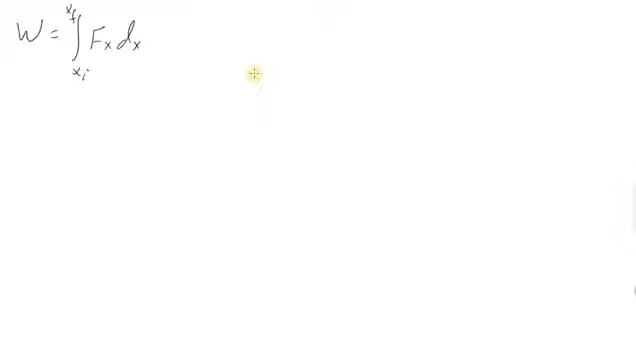 W = ∫_{x_i}^{x_f} F_x d_x